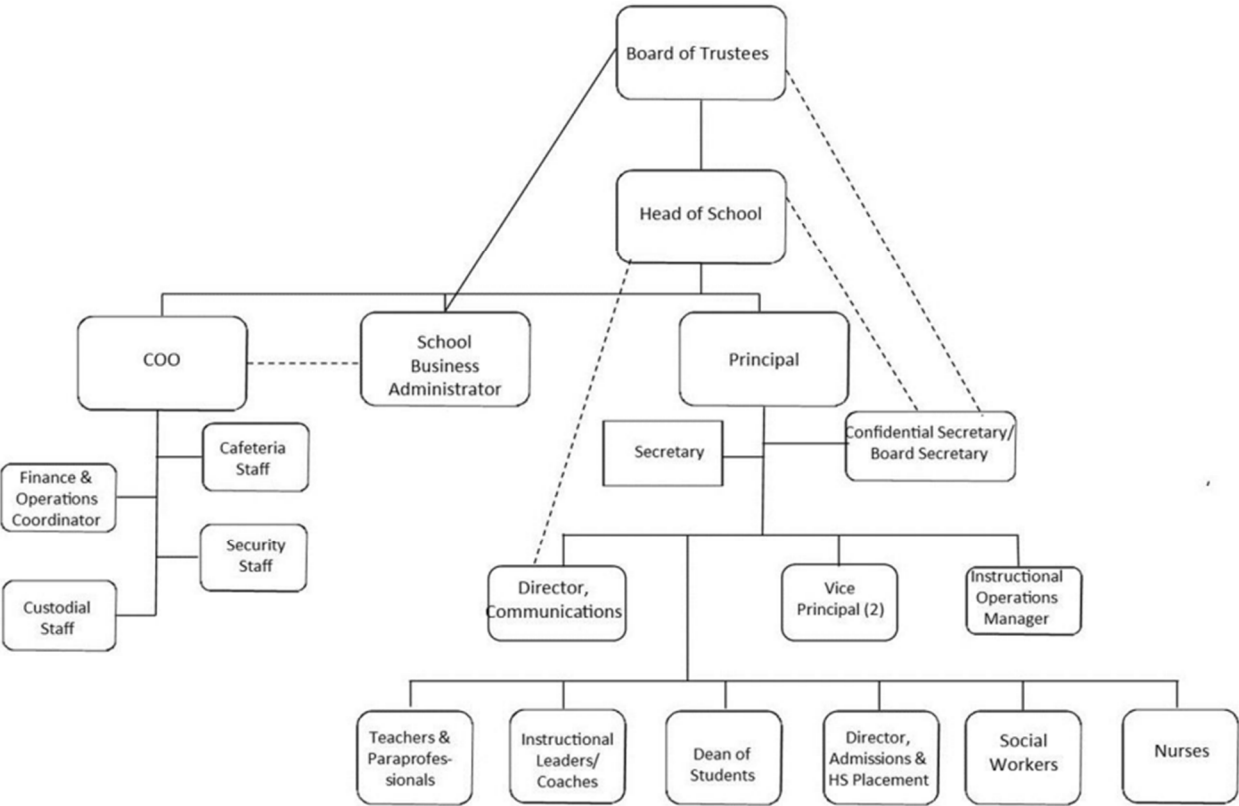 Board of Trustees
Head of School
COO
School
Business
Administrator
Principal
Cafeteria
Staff
Secretary
Confidential Secretary/
Board Secretary
Finance &
Operations
Coordinator
Security
Staff
Custodial
Staff
Director,
Communications
Vice
Principal (2)
Instructional
Operations
Manager
Teachers &
Paraprofes-
sionals
Instructional
Leaders/
Coaches
Dean of
Students
Director,
Admissions &
HS Placement
Social
Workers
Nurses